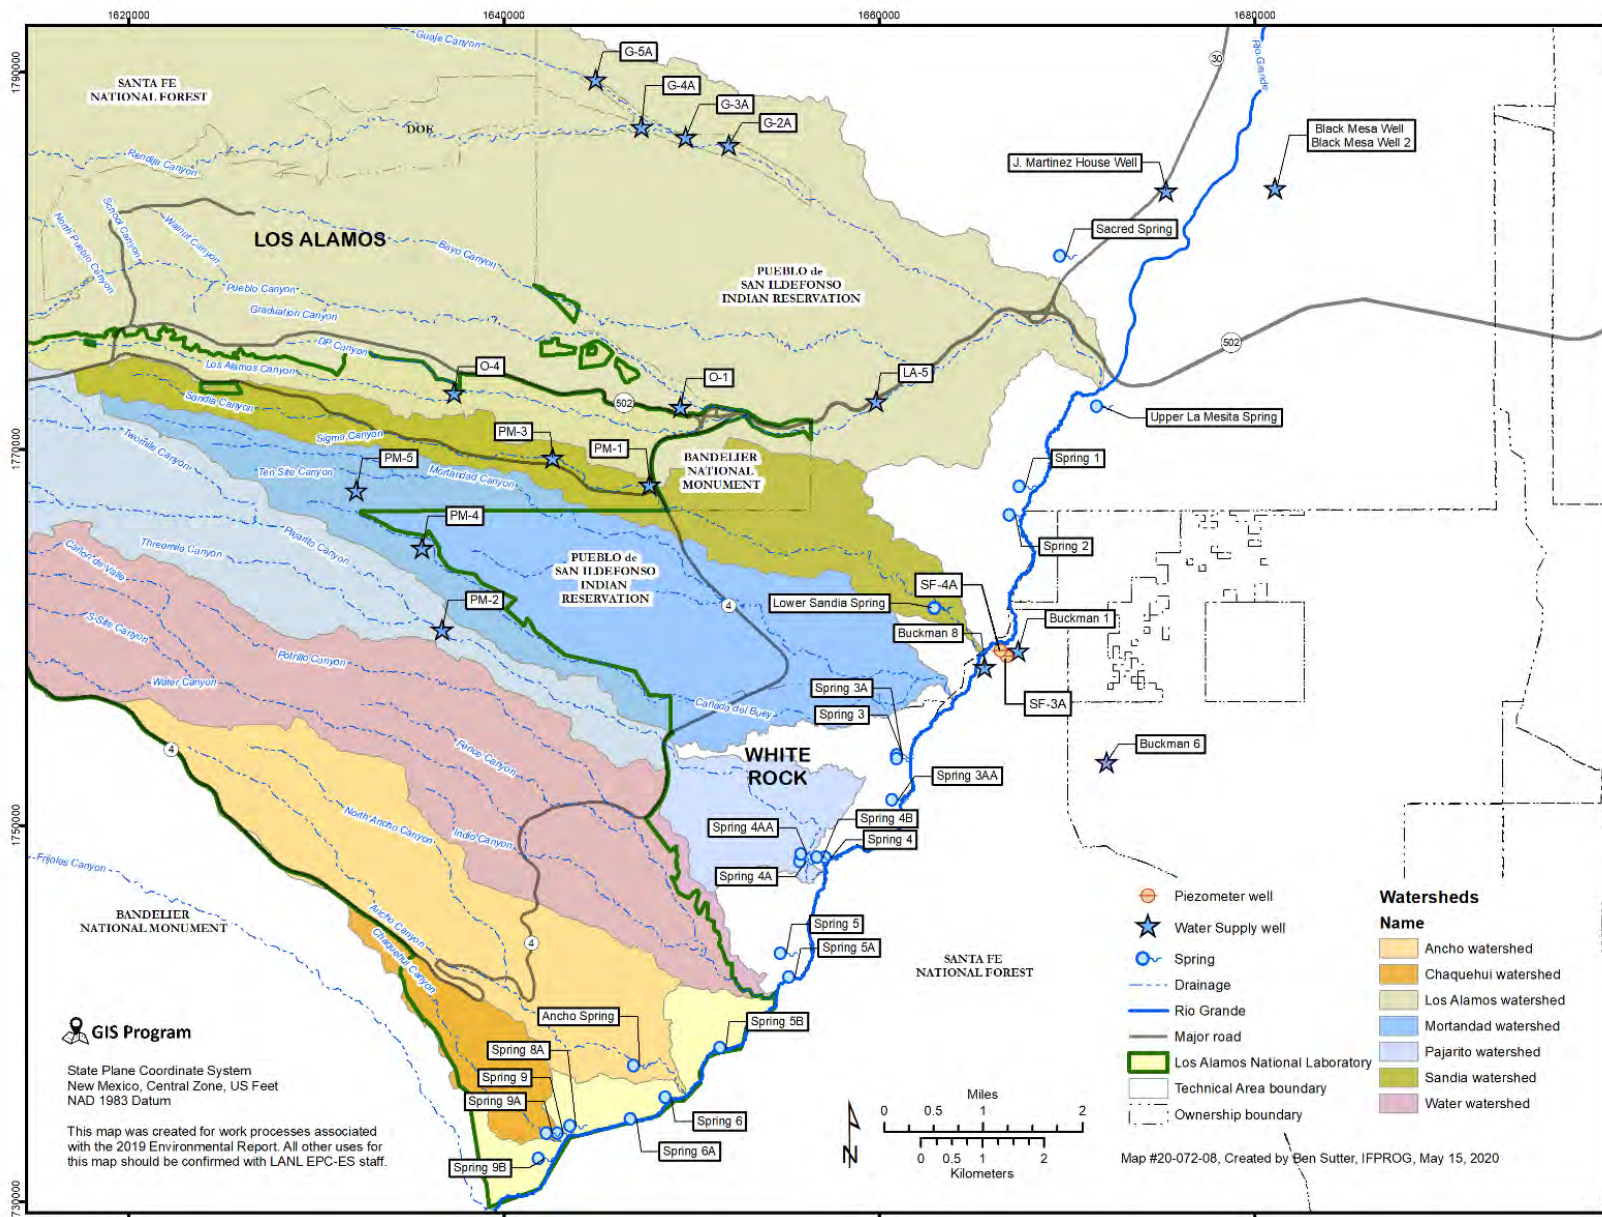 1620000
1640000
1660000
1680000
1790000
1770000
1750000
730000
Guaje Canyon
G-5A
G-4A
G-3A
G-2A
SANTA FE
NATIONAL FOREST
DOE
Rendija Canyon
30
Rio Grande
Black Mesa Well
Black Mesa Well 2
J. Martinez House Well
Sacred Spring
North Pueblo Canyon
School Canyon
Walnut Canyon
LOS ALAMOS
Bayo Canyon
Pueblo Canyon
Graduation Canyon
PUEBLO de
SAN ILDEFONSO
INDIAN RESERVATION
DP Canyon
Los Alamos Canyon
O-4
O-1
LA-5
502
502
Upper La Mesita Spring
Sandia Canyon
Sigma Canyon
PM-3
PM-1
Twomile Canyon
Ten Site Canyon
PM-5
Mortandad Canyon
BANDELIER
NATIONAL
MONUMENT
Spring 1
Spring 2
PM-4
Pajarito Canyon
Threemile Canyon
Cañon de Valle
PUEBLO de
SAN ILDEFONSO
INDIAN
RESERVATION
SF-4A
Lower Sandia Spring
Buckman 1
Buckman 8
PM-2
4
S-Site Canyon
Potrillo Canyon
Water Canyon
Spring 3A
Spring 3
SF-3A
Cañada del Buey
Buckman 6
4
Fence Canyon
WHITE
ROCK
Spring 3AA
North Ancho Canyon
Indio Canyon
Spring 4AA
Spring 4B
Spring 4
Spring 4A
Frijoles Canyon
BANDELIER
NATIONAL MONUMENT
Ancho Canyon
Chaquehui Canyon
4
Spring 5
Spring 5A
SANTA FE
NATIONAL FOREST
Ancho Spring
Spring 5B
Spring 8A
Spring 9
Spring 9A
Spring 6
Spring 6A
Spring 9B
GIS Program
State Plane Coordinate System
New Mexico, Central Zone, US Feet
NAD 1983 Datum
This map was created for work processes associated
with the 2019 Environmental Report. All other uses for
this map should be confirmed with LANL EPC-ES staff.
N
Miles
0 0.5 1 2
0 0.5 1 2
Kilometers
Piezometer well
Water Supply well
Spring
Drainage
Rio Grande
Major road
Los Alamos National Laboratory
Technical Area boundary
Ownership boundary
Watersheds
Name
Ancho watershed
Chaquehui watershed
Los Alamos watershed
Mortandad watershed
Pajarito watershed
Sandia watershed
Water watershed
Map #20-072-08, Created by Ben Sutter, IFPROG, May 15, 2020